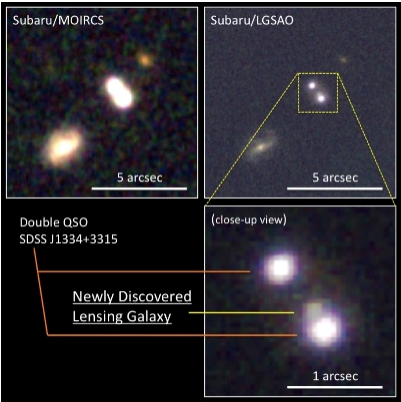 Subaru/MOIRCS
Subaru/LGSAO
5 arcsec
5 arcsec
Double QSO
SDSS J1334+3315
(close-up view)
Newly Discovered
Lensing Galaxy
1 arcsec